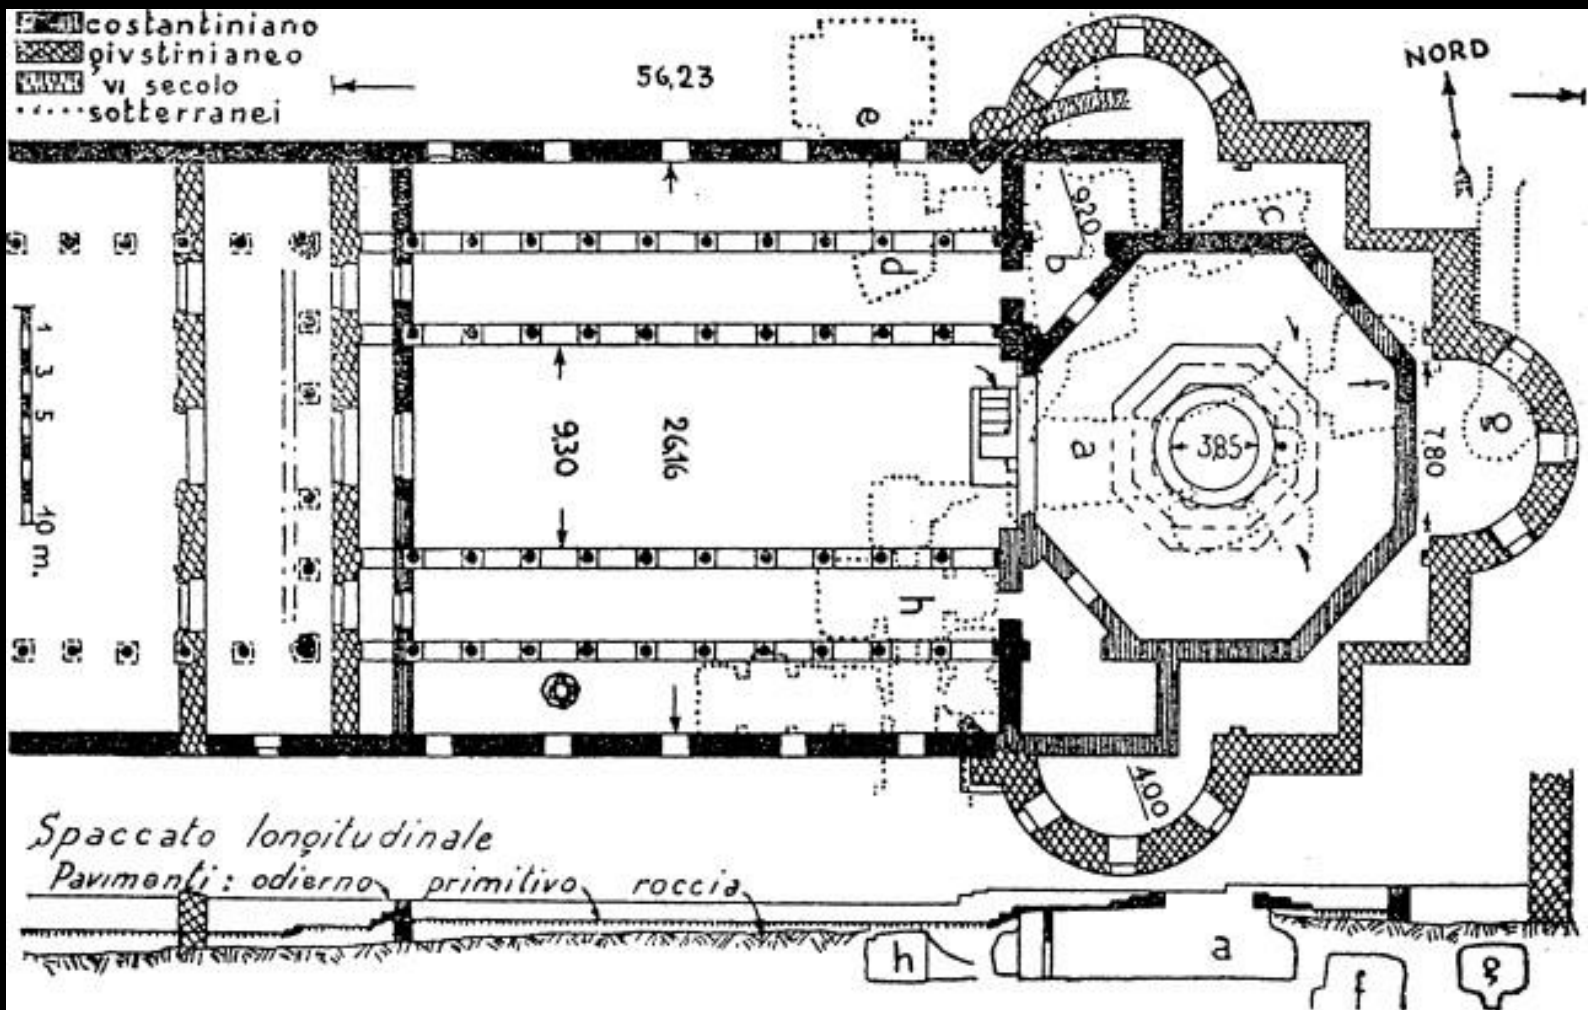 costantiniano
givstinianeo
vi secolo
sotterranei
56,23
NORD
e
9,20
c
b
d
1
3
5
10 m.
9,30
26,16
a
3,85
f
7,80
g
h
4,00
Spaccato longitudinale
Pavimenti: odierno primitivo roccia
h
a
f
g